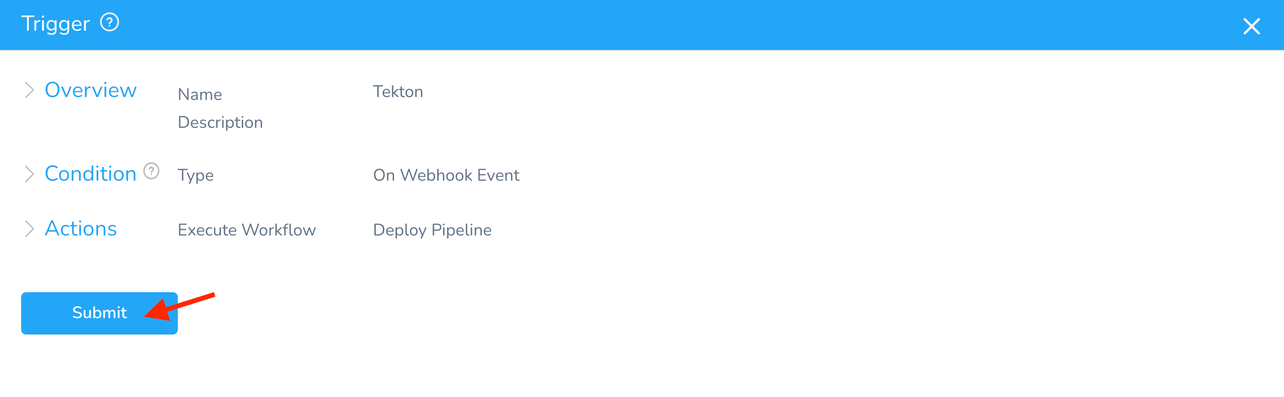 Trigger ?
Overview Name Tekton
Description
Condition ? Type On Webhook Event
Actions Execute Workflow Deploy Pipeline
Submit